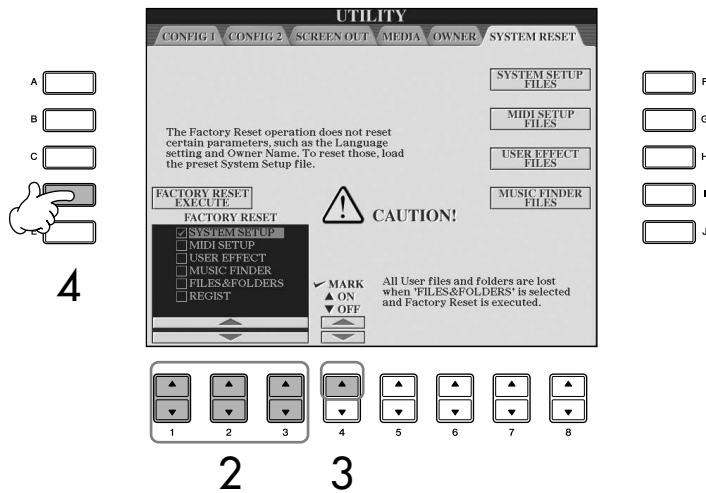 UTILITY
CONFIG 1 CONFIG 2 SCREEN OUT MEDIA OWNER SYSTEM RESET
A
B
C
E
SYSTEM SETUP
FILES
MIDI SETUP
FILES
USER EFFECT
FILES
MUSIC FINDER
FILES
F
G
H
I
J
The Factory Reset operation does not reset
certain parameters, such as the Language
setting and Owner Name. To reset those, load
the preset System Setup file.
FACTORY RESET
EXECUTE
FACTORY RESET
SYSTEM SETUP
MIDI SETUP
USER EFFECT
MUSIC FINDER
FILES&FOLDERS
REGIST
CAUTION!
MARK
▲ ON
▼ OFF
All User files and folders are lost
when 'FILES&FOLDERS' is selected
and Factory Reset is executed.
4
1 2 3 4 5 6 7 8
2 3